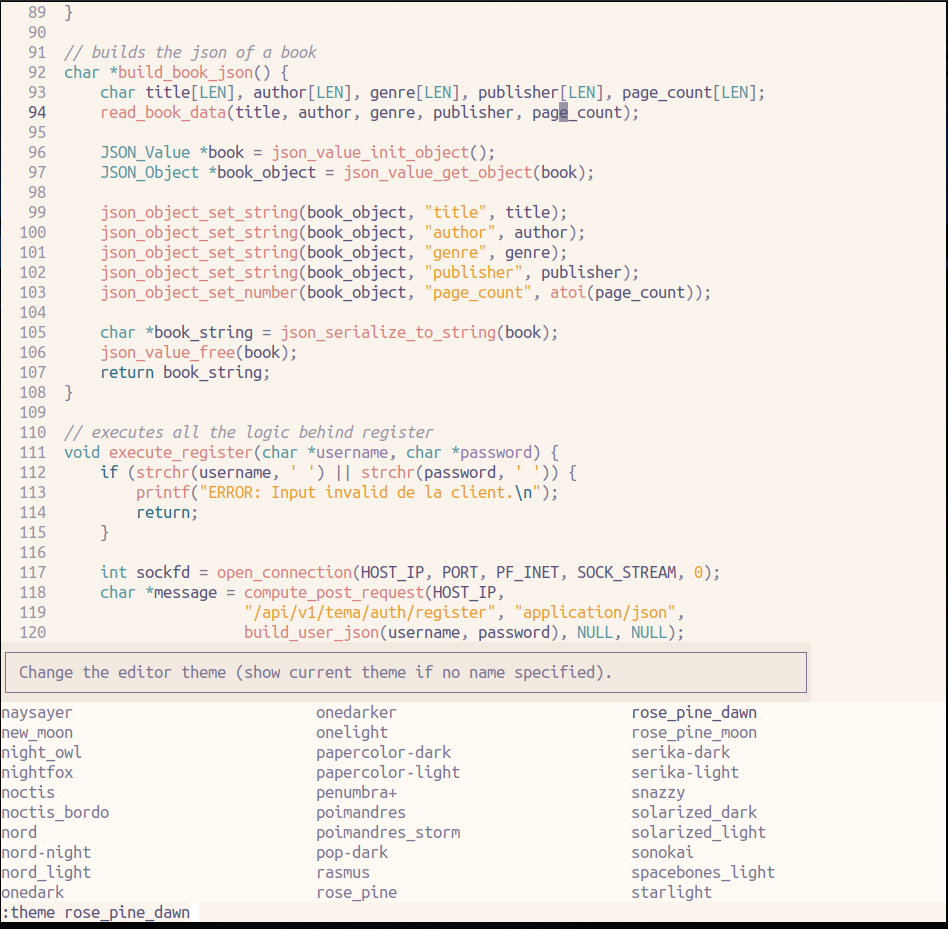 89 }
90
91 // builds the json of a book
92 char *build_book_json() {
93     char title[LEN], author[LEN], genre[LEN], publisher[LEN], page_count[LEN];
94     read_book_data(title, author, genre, publisher, page_count);
95
96     JSON_Value *book = json_value_init_object();
97     JSON_Object *book_object = json_value_get_object(book);
98
99     json_object_set_string(book_object, "title", title);
100     json_object_set_string(book_object, "author", author);
101     json_object_set_string(book_object, "genre", genre);
102     json_object_set_string(book_object, "publisher", publisher);
103     json_object_set_number(book_object, "page_count", atoi(page_count));
104
105     char *book_string = json_serialize_to_string(book);
106     json_value_free(book);
107     return book_string;
108 }
109
110 // executes all the logic behind register
111 void execute_register(char *username, char *password) {
112     if (strchr(username, ' ') || strchr(password, ' ')) {
113         printf("ERROR: Input invalid de la client.\n");
114         return;
115     }
116
117     int sockfd = open_connection(HOST_IP, PORT, PF_INET, SOCK_STREAM, 0);
118     char *message = compute_post_request(HOST_IP,
119                     "/api/v1/tema/auth/register", "application/json",
120                     build_user_json(username, password), NULL, NULL);
Change the editor theme (show current theme if no name specified).
naysayer onedarker rose_pine_dawn
new_moon onelight rose_pine_moon
night_owl papercolor-dark serika-dark
nightfox papercolor-light serika-light
noctis penumbra+ snazzy
noctis_bordo poimandres solarized_dark
nord poimandres_storm solarized_light
nord-night pop-dark sonokai
nord_light rasmus spacebones_light
onedark rose_pine starlight
:theme rose_pine_dawn